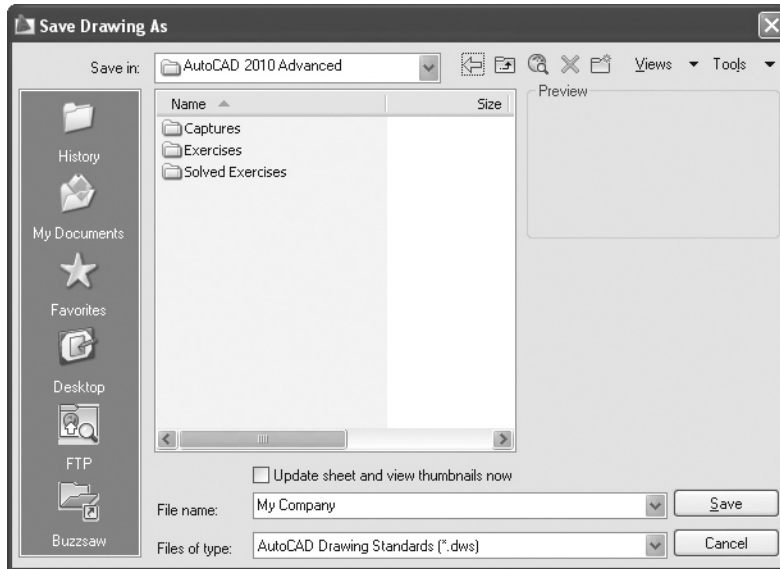 Save Drawing As
Save in:
AutoCAD 2010 Advanced
Views
Tools
History
My Documents
Favorites
Desktop
FTP
Buzzsaw
Name
Size
Captures
Exercises
Solved Exercises
Preview
Update sheet and view thumbnails now
File name:
My Company
Save
Files of type:
AutoCAD Drawing Standards (*.dws)
Cancel